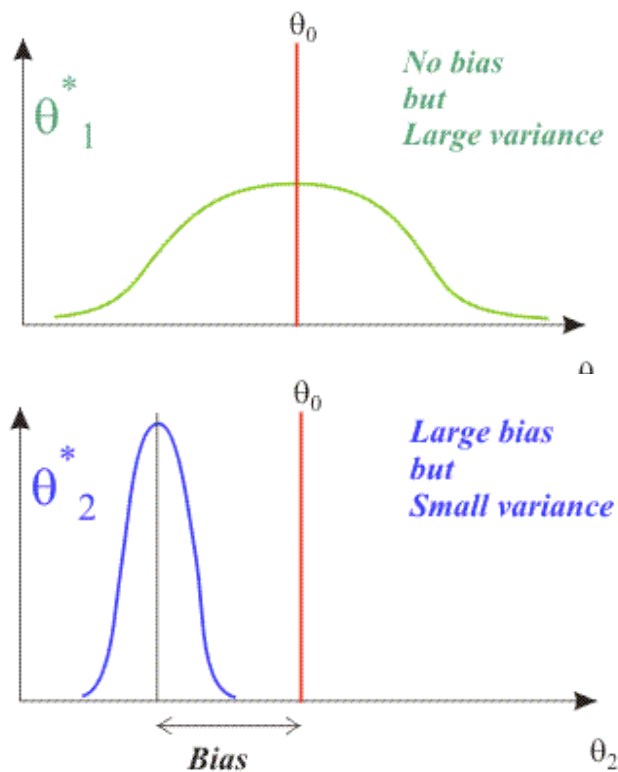 θ₀
θ*₁
No bias
but
Large variance
θ₀
θ*₂
Large bias
but
Small variance
Bias
θ₂